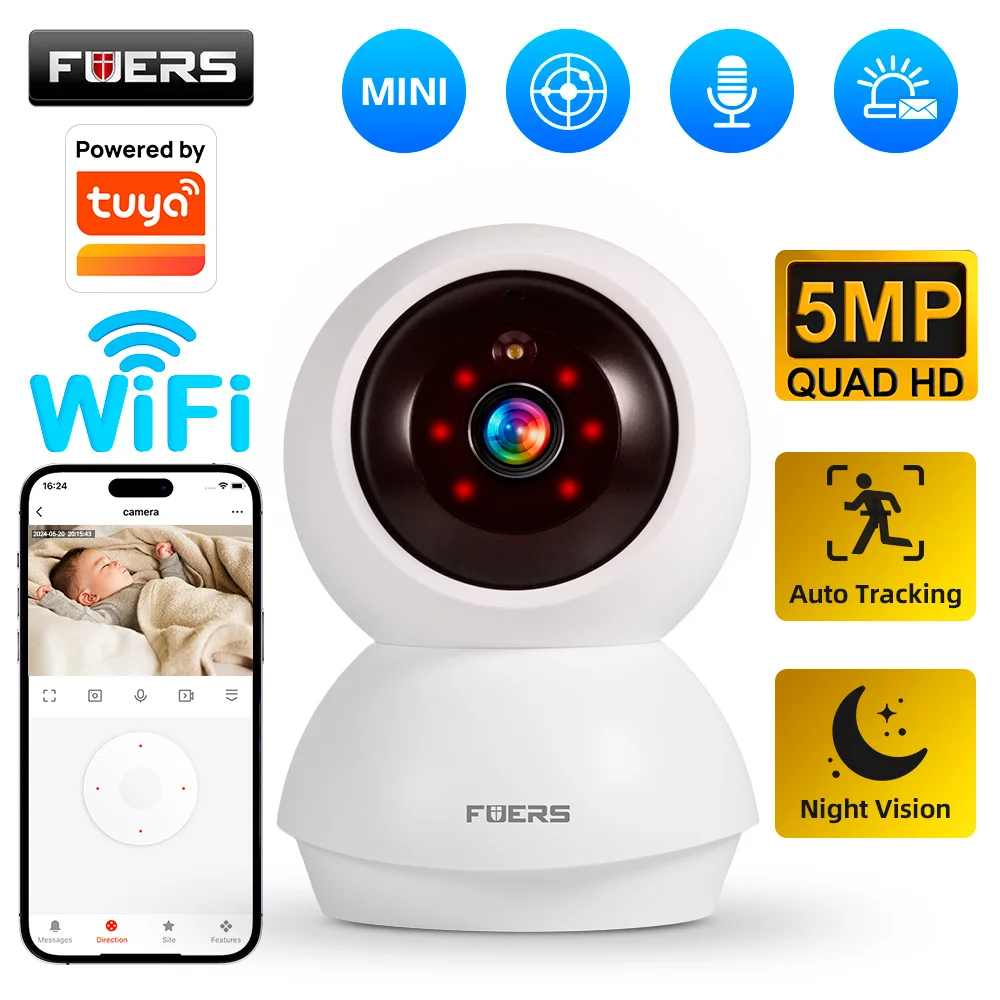 FUERS
MINI
Powered by
tuya
WiFi
5MP
QUAD HD
16:24
camera
2024-06-20 20:15:43
Auto Tracking
Night Vision
FUERS
Messages
Direction
Site
Features